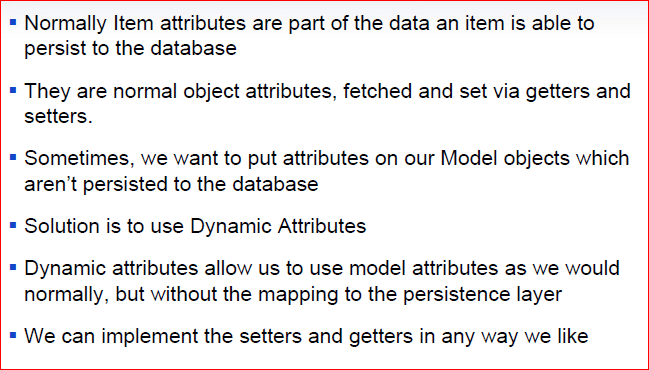 ▪ Normally Item attributes are part of the data an item is able to
persist to the database
▪ They are normal object attributes, fetched and set via getters and
setters.
▪ Sometimes, we want to put attributes on our Model objects which
aren’t persisted to the database
▪ Solution is to use Dynamic Attributes
▪ Dynamic attributes allow us to use model attributes as we would
normally, but without the mapping to the persistence layer
▪ We can implement the setters and getters in any way we like